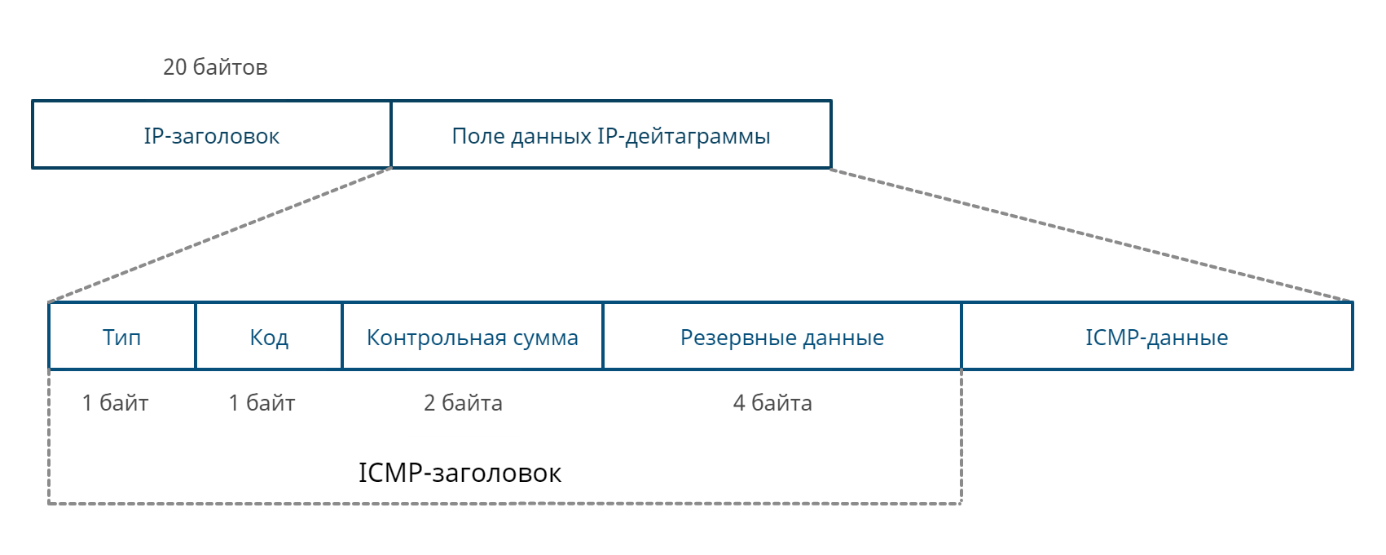 20 байтов
IP-заголовок
Поле данных IP-дейтаграммы
Тип
Код
Контрольная сумма
Резервные данные
ICMP-данные
1 байт
1 байт
2 байта
4 байта
ICMP-заголовок